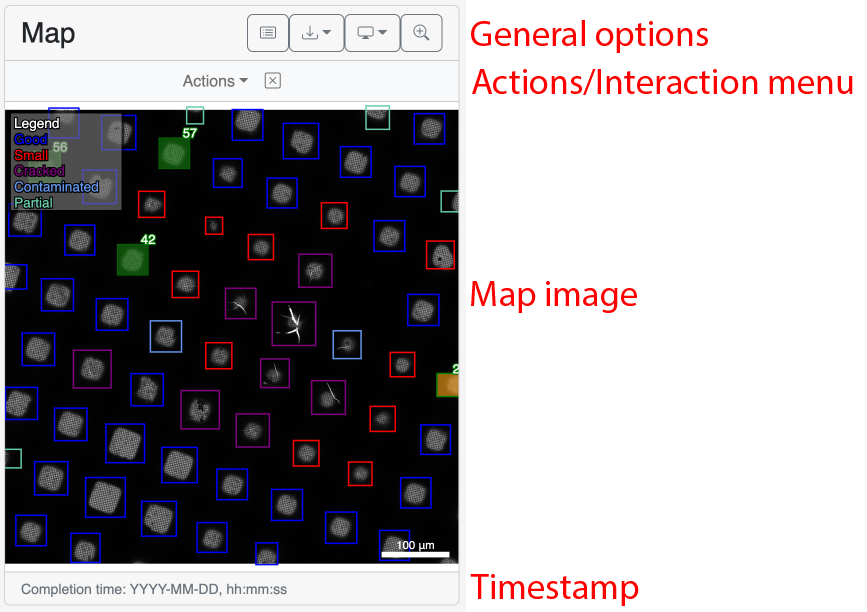 Map
General options
Actions
Actions/Interaction menu
Legend
Good
56
Small
Cracked
Contaminated
Partial
57
42
Map image
2
100 µm
Completion time: YYYY-MM-DD, hh:mm:ss
Timestamp